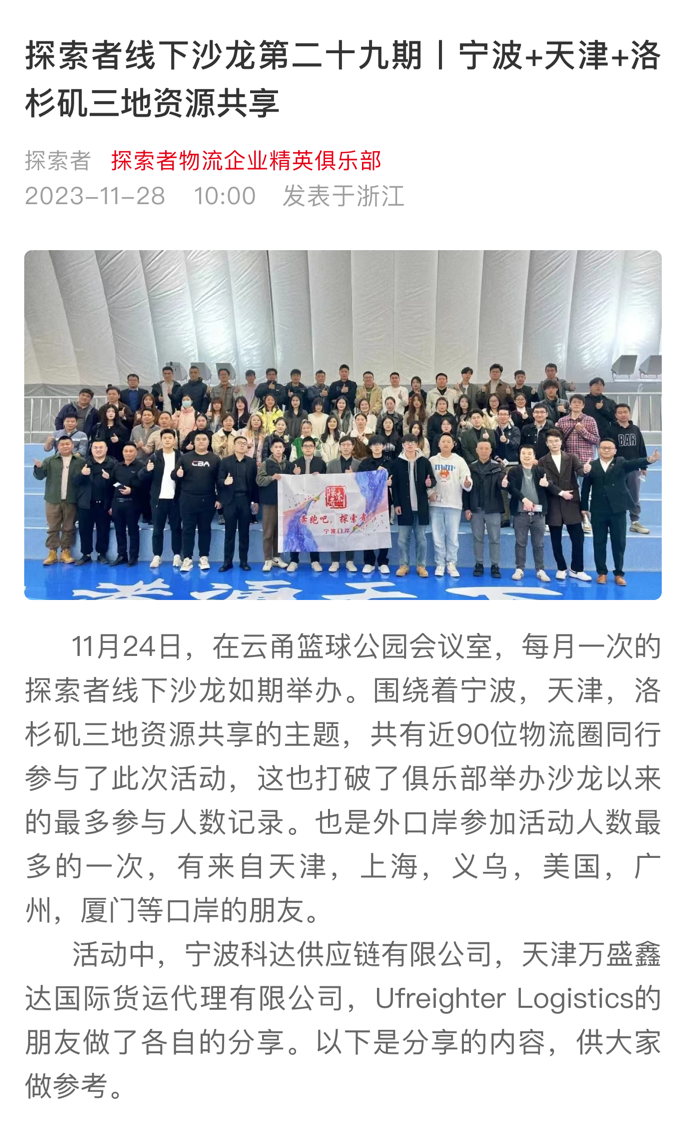 探索者线下沙龙第二十九期丨宁波+天津+洛
杉矶三地资源共享
探索者 探索者物流企业精英俱乐部
2023-11-28 10:00 发表于浙江
CBA
BAR
探索者
宁波口岸
11月24日，在云甬篮球公园会议室，每月一次的
探索者线下沙龙如期举办。围绕着宁波，天津，洛
杉矶三地资源共享的主题，共有近90位物流圈同行
参与了此次活动，这也打破了俱乐部举办沙龙以来
的最多参与人数记录。也是外口岸参加活动人数最
多的一次，有来自天津，上海，义乌，美国，广
州，厦门等口岸的朋友。
活动中，宁波科达供应链有限公司，天津万盛鑫
达国际货运代理有限公司，Ufreighter Logistics的
朋友做了各自的分享。以下是分享的内容，供大家
做参考。